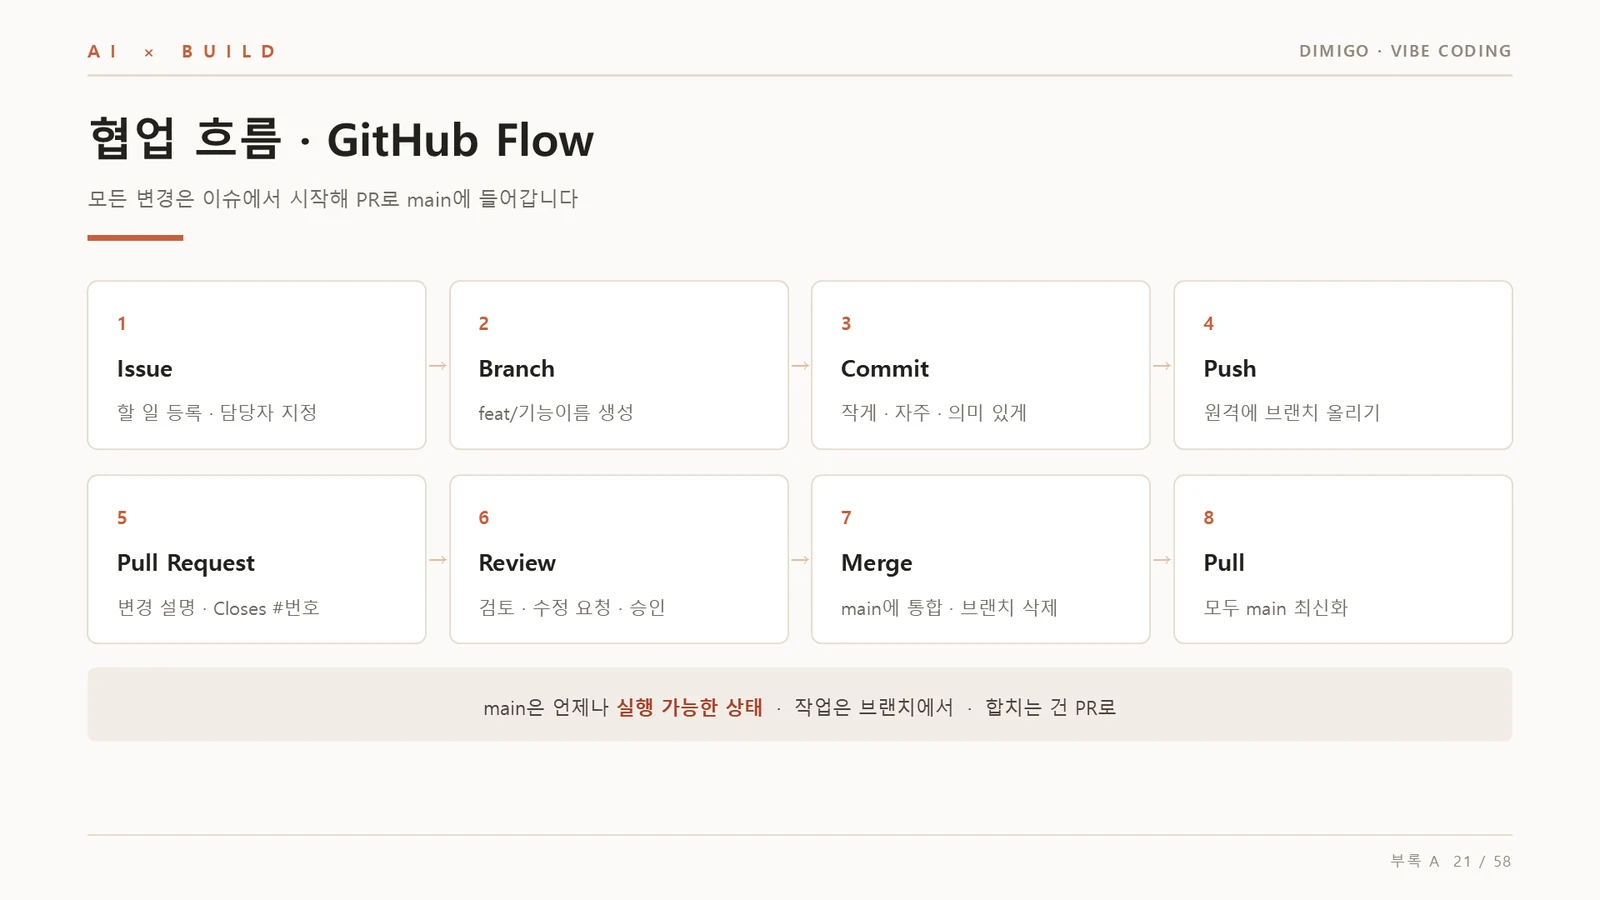 AI × BUILD
DIMIGO · VIBE CODING
협업 흐름 · GitHub Flow
모든 변경은 이슈에서 시작해 PR로 main에 들어갑니다
1
Issue
할 일 등록 · 담당자 지정
→
2
Branch
feat/기능이름 생성
→
3
Commit
작게 · 자주 · 의미 있게
→
4
Push
원격에 브랜치 올리기
5
Pull Request
변경 설명 · Closes #번호
→
6
Review
검토 · 수정 요청 · 승인
→
7
Merge
main에 통합 · 브랜치 삭제
→
8
Pull
모두 main 최신화
main은 언제나 실행 가능한 상태 · 작업은 브랜치에서 · 합치는 건 PR로
부록 A 21 / 58